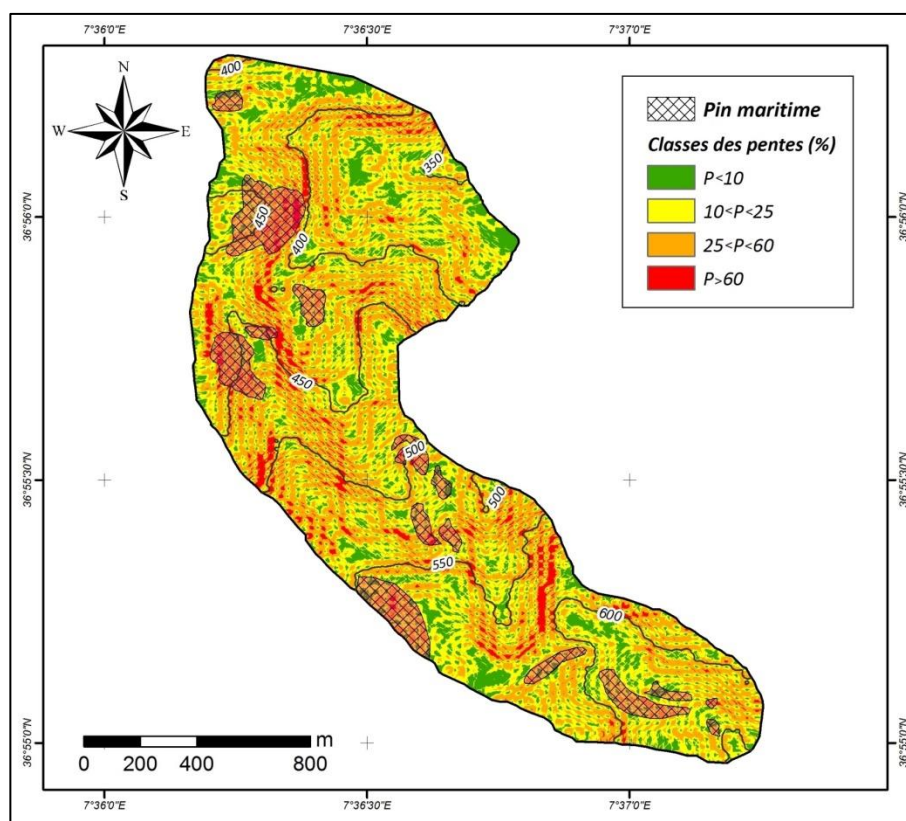 7°36'0"E 7°36'30"E 7°37'0"E
N
W E
S
Pin maritime
Classes des pentes (%)
P<10
10<P<25
25<P<60
P>60
400
350
36°56'0"N 36°56'0"N
450
400
450
500
36°55'30"N 36°55'30"N
500
550
600
36°55'0"N 36°55'0"N
0 200 400 800 m
7°36'0"E 7°36'30"E 7°37'0"E